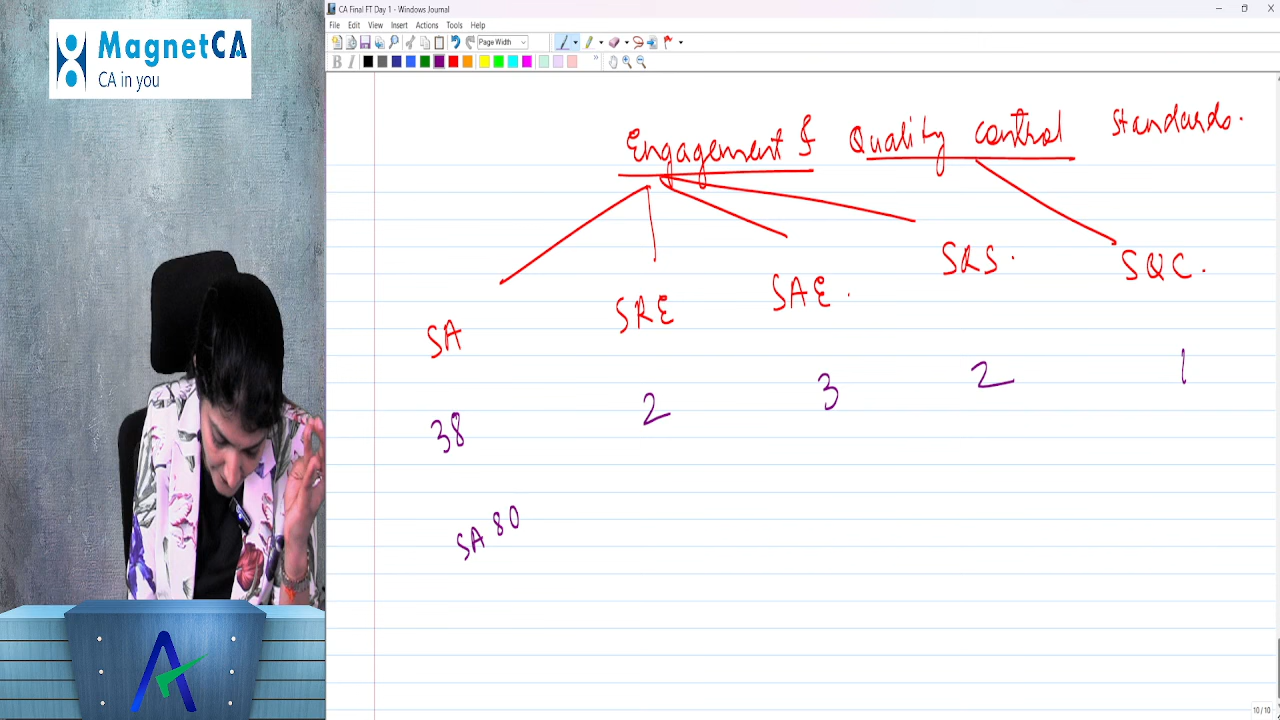 MagnetCA
CA in you
CA Final FT Day 1 - Windows Journal
File Edit View Insert Actions Tools Help
Page Width
B I
Engagement & Quality control Standards.
SA SRE SAE. SRS. SQC.
38 2 3 2 1
SA 80
10 / 10